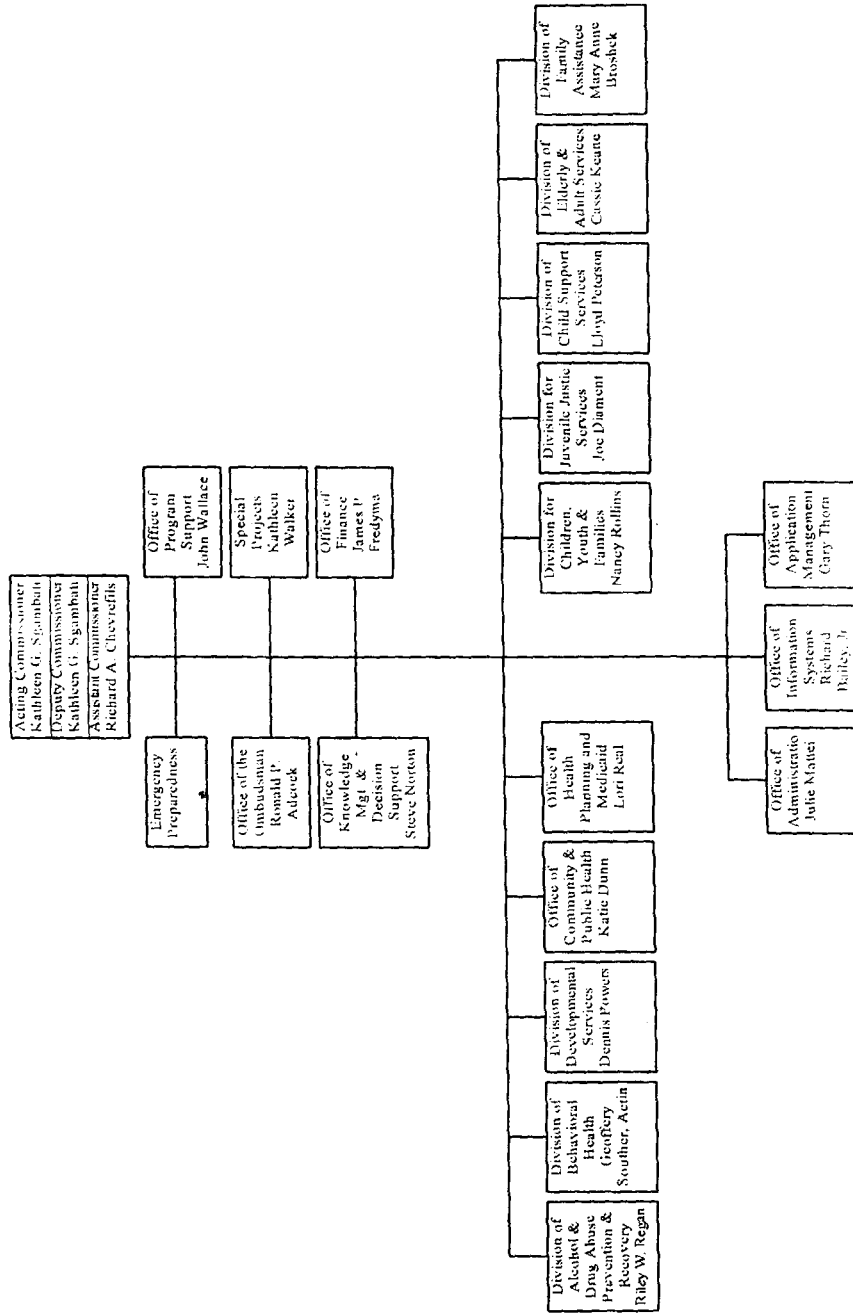 Acting Commissioner
Kathleen G. Sgambati
Deputy Commissioner
Kathleen G. Sgambati
Assistant Commissioner
Richard A. Chevrefils
Emergency
Preparedness
Office of
Program
Support
John Wallace
Office of the
Ombudsman
Ronald P.
Adcock
Special
Projects
Kathleen
Walker
Office of
Knowledge
Mgt &
Decision
Support
Steve Norton
Office of
Finance
James P
Fredyma
Division of
Alcohol &
Drug Abuse
Prevention &
Recovery
Riley W. Regan
Division of
Behavioral
Health
Geoffery
Souther, Actin
Division of
Developmental
Services
Dennis Powers
Office of
Community &
Public Health
Katie Dunn
Office of
Health
Planning and
Medicaid
Lori Real
Division for
Children,
Youth &
Families
Nancy Rollins
Division for
Juvenile Justic
Services
Joe Diament
Division of
Child Support
Services
Lloyd Peterson
Division of
Elderly &
Adult Services
Cassie Keane
Division of
Family
Assistance
Mary Anne
Broshek
Office of
Administratio
Julie Mattei
Office of
Information
Systems
Richard
Bailey, Jr
Office of
Application
Management
Gary Thorn